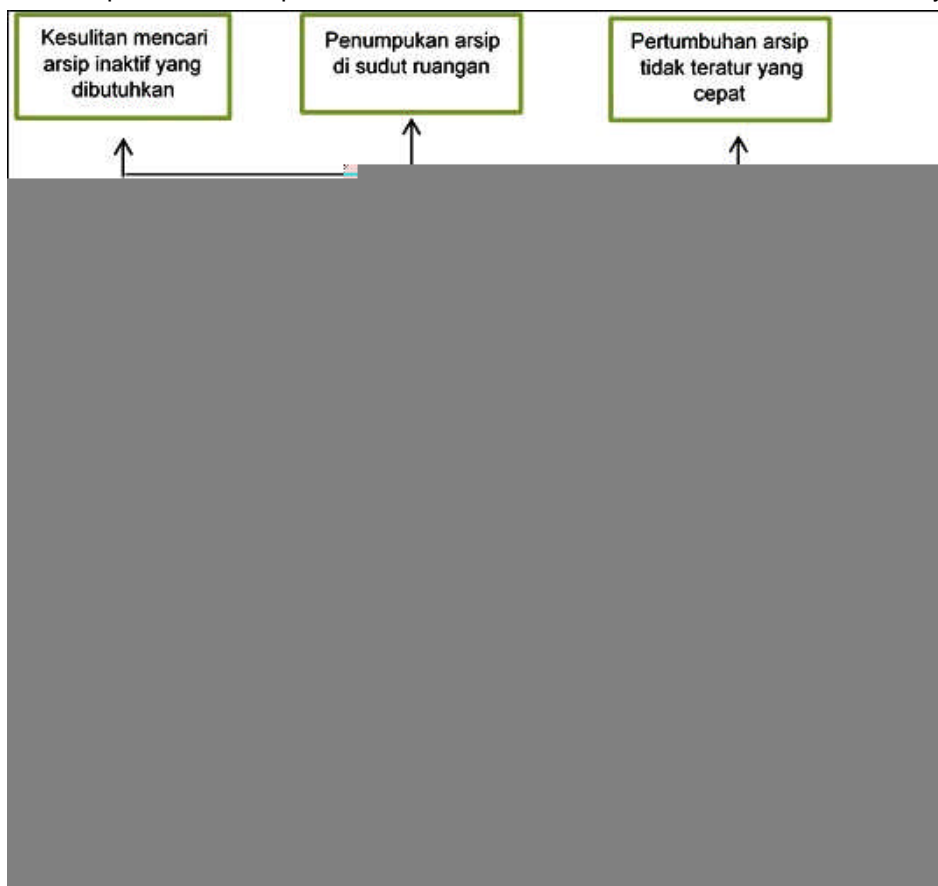 Kesulitan mencari
arsip inaktif yang
dibutuhkan
Penumpukan arsip
di sudut ruangan
Pertumbuhan arsip
tidak teratur yang
cepat